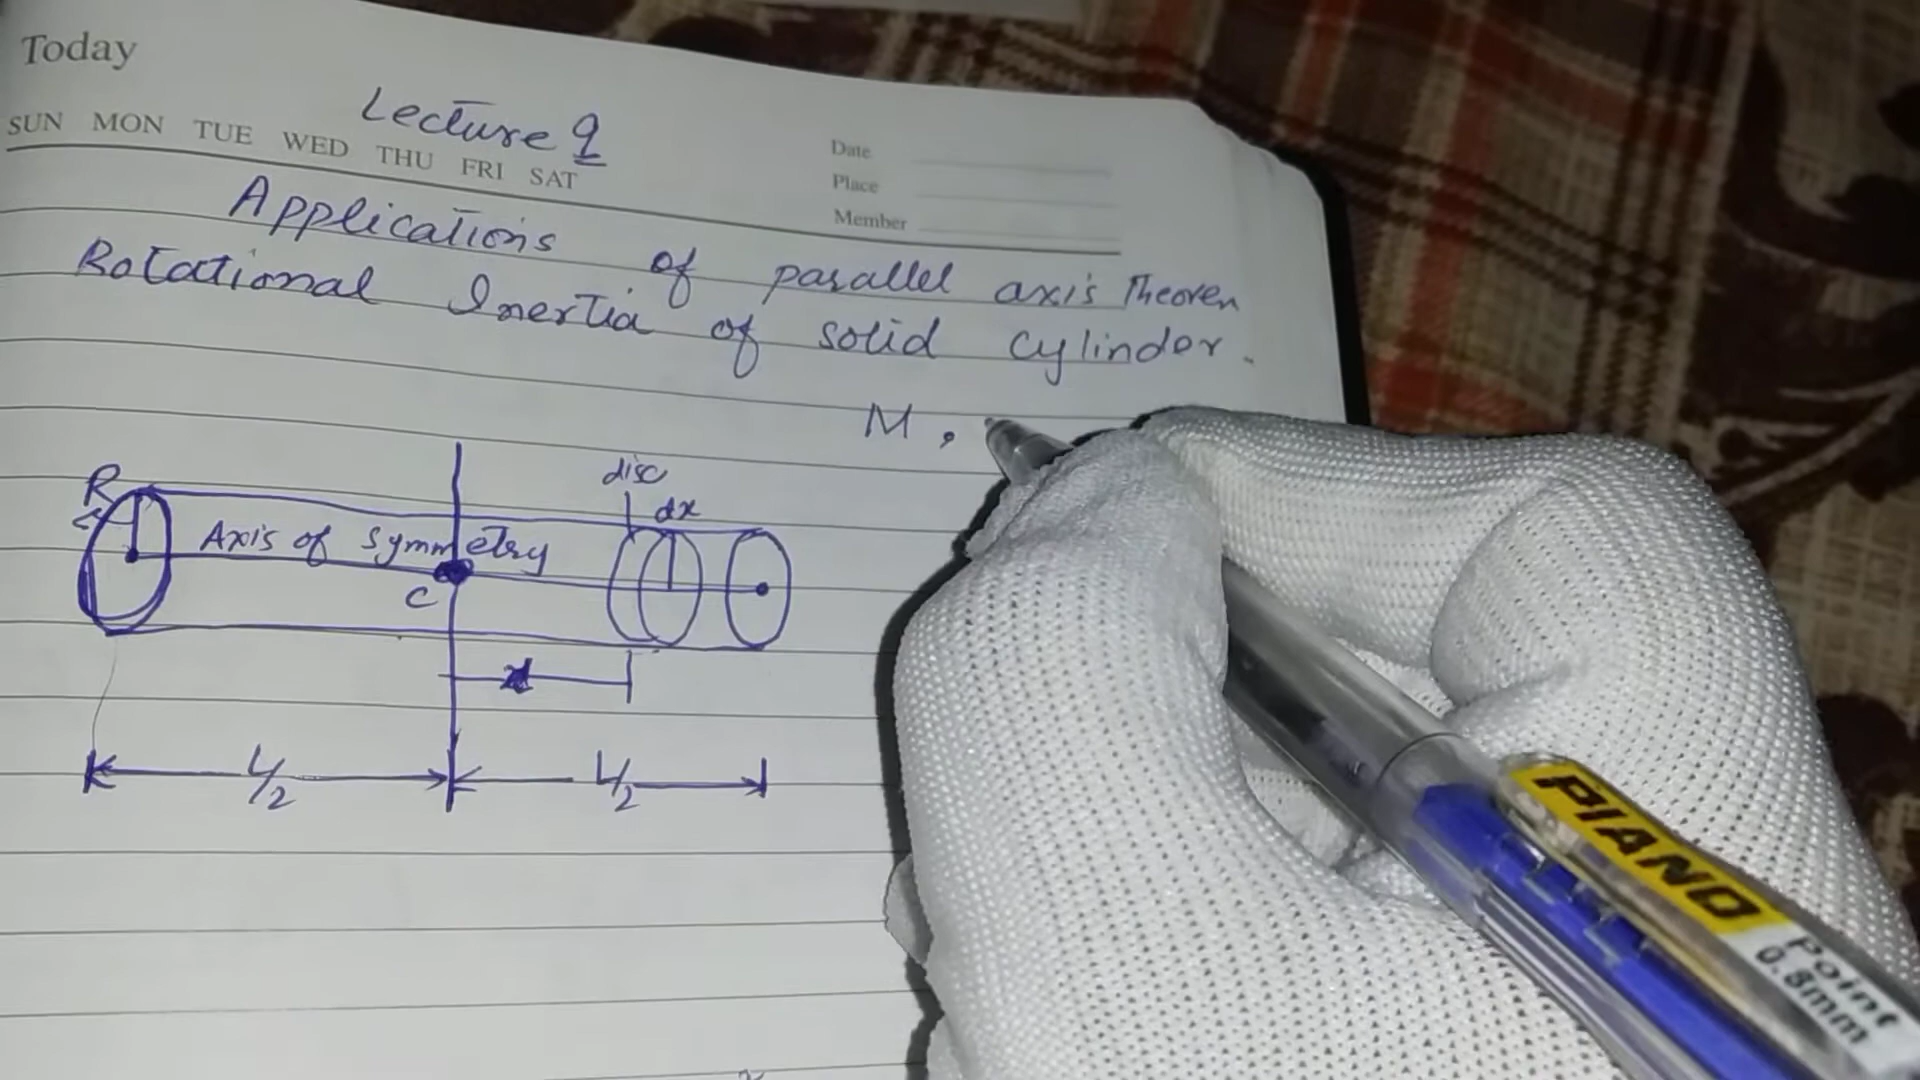 Today
Lecture 9
SUN MON TUE WED THU FRI SAT
Date
Place
Member
Applications of parallel axis Theorem
Rotational Inertia of solid cylinder.
M,
R
disc
dx
Axis of symmetry
C
x
L/2
L/2
PIANO
Point
0.8mm